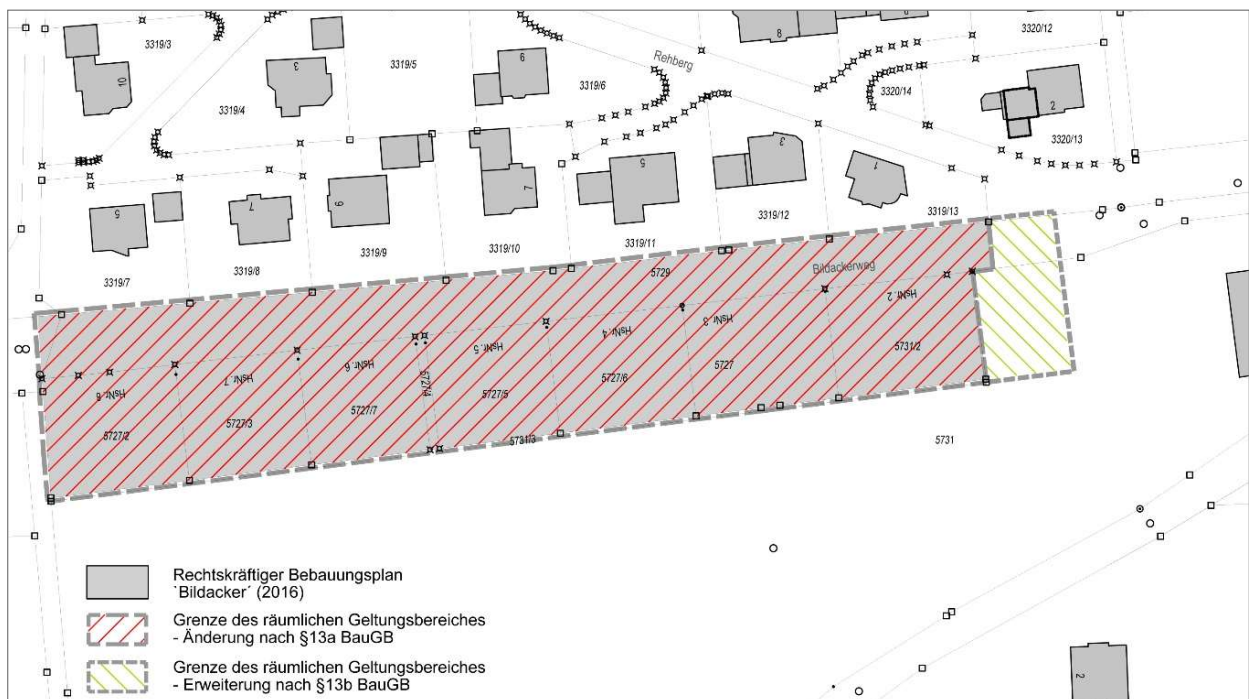 3319/3
3320/12
8
6
Rehberg
3319/5
9
10
3
3319/6
3320/14
3319/4
2
3320/13
3
5
1
7
5
7
9
3319/12
3319/13
3319/11
3319/10
3319/9
3319/8
3319/7
5729
Bildackerweg
HsNr. 2
HsNr. 3
HsNr. 4
HsNr. 5
HsNr. 6
HsNr. 7
HsNr. 8
5731/2
5727
5727/6
5727/5
5727/4
5727/7
5727/3
5727/2
5731/3
5731
Rechtskräftiger Bebauungsplan
`Bildacker´ (2016)
Grenze des räumlichen Geltungsbereiches
- Änderung nach §13a BauGB
Grenze des räumlichen Geltungsbereiches
- Erweiterung nach §13b BauGB
2